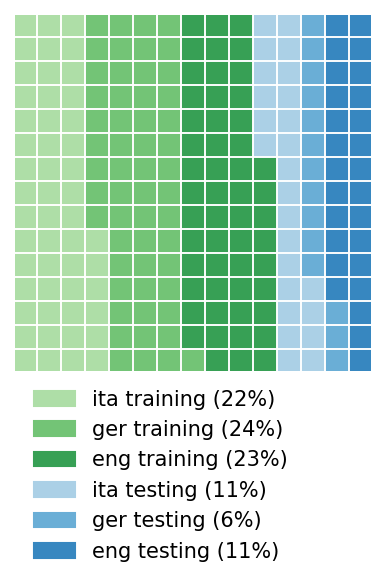 ita training (22%)
ger training (24%)
eng training (23%)
ita testing (11%)
ger testing (6%)
eng testing (11%)